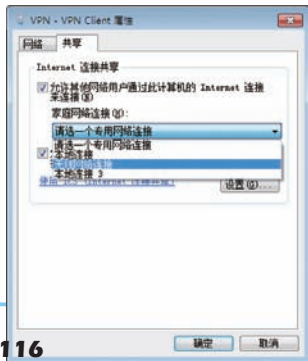 VPN - VPN Client 属性
网络 共享
Internet 连接共享
允许其他网络用户通过此计算机的 Internet 连接
来连接(N)
家庭网络连接(H):
请选一个专用网络连接
请选一个专用网络连接
本地连接
无线网络连接
本地连接 3
设置(G)...
确定 取消
116